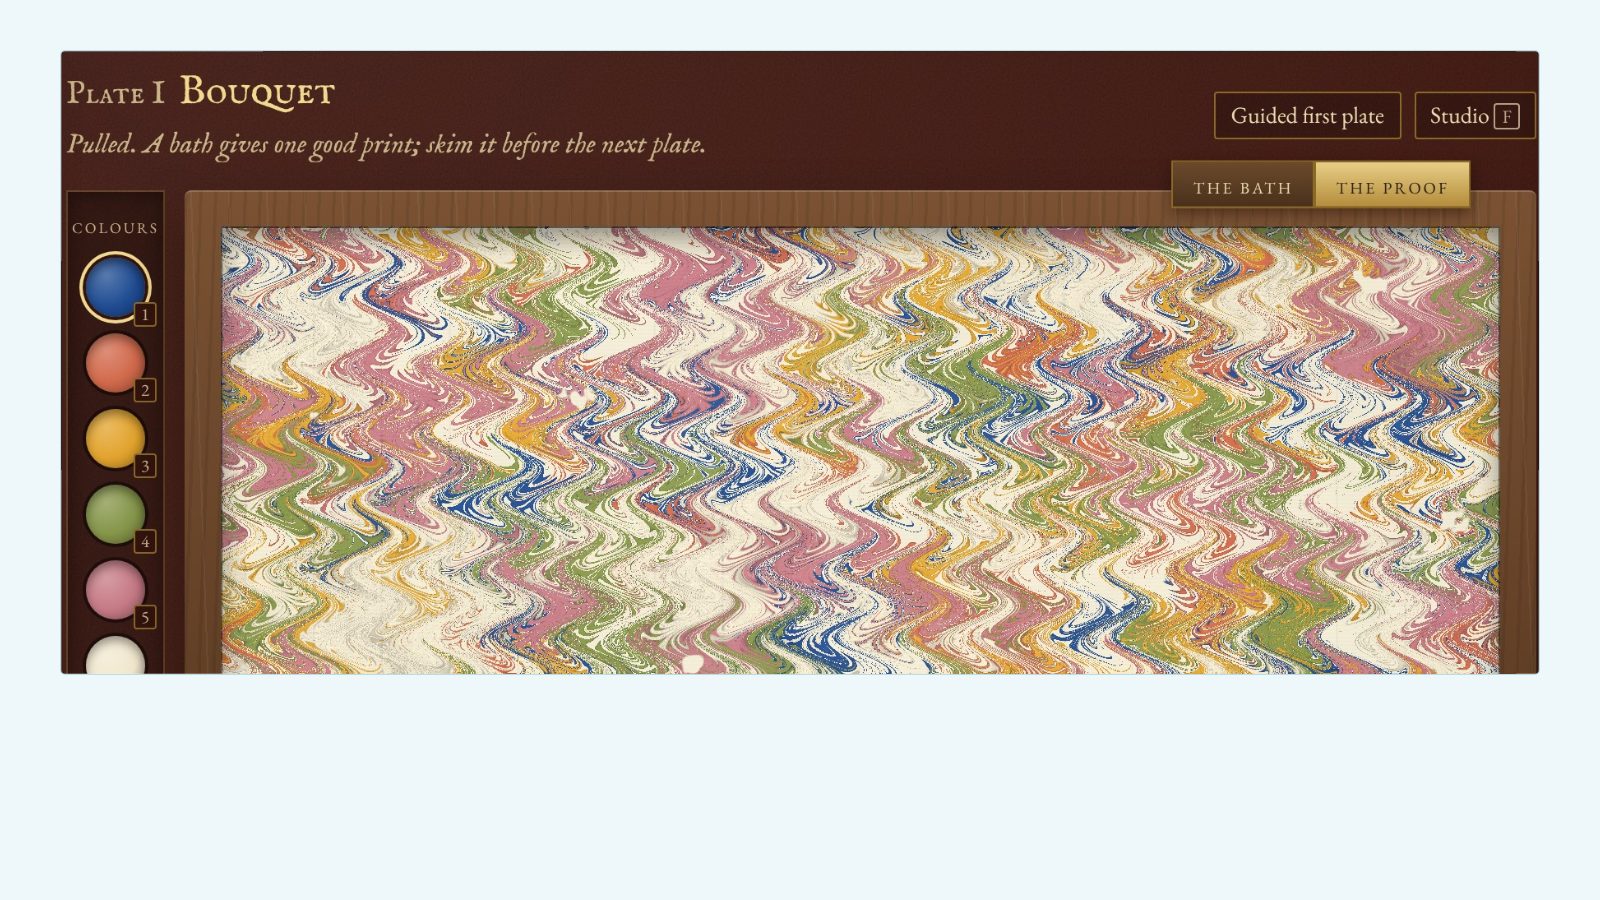 Plate I Bouquet
Pulled. A bath gives one good print; skim it before the next plate.
Guided first plate
Studio F
THE BATH
THE PROOF
COLOURS
1
2
3
4
5